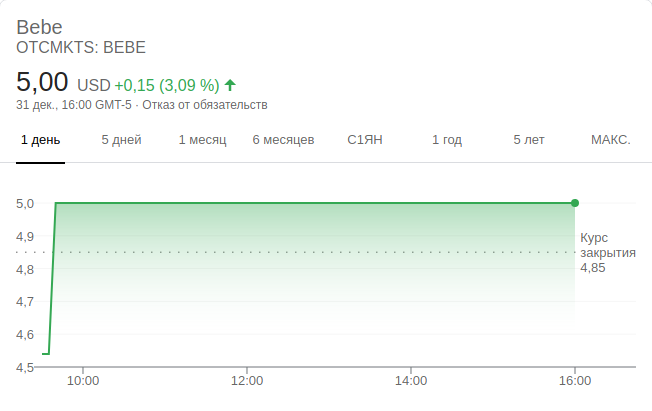 Bebe
OTCMKTS: BEBE
5,00 USD +0,15 (3,09 %)
31 дек., 16:00 GMT-5 · Отказ от обязательств
1 день 5 дней 1 месяц 6 месяцев С1ЯН 1 год 5 лет МАКС.
5,0
4,9
4,8
4,7
4,6
4,5
Курс
закрытия
4,85
10:00 12:00 14:00 16:00